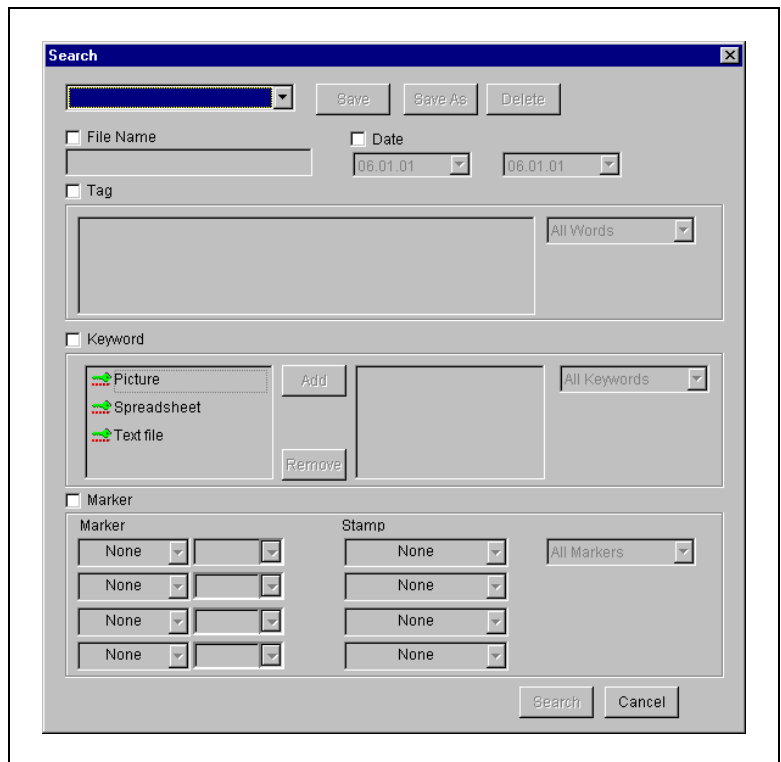 Search
Save Save As Delete
File Name Date
06.01.01 06.01.01
Tag
All Words
Keyword
Picture Add All Keywords
Spreadsheet
Text file
Remove
Marker
Marker Stamp
None None All Markers
None None
None None
None None
Search Cancel